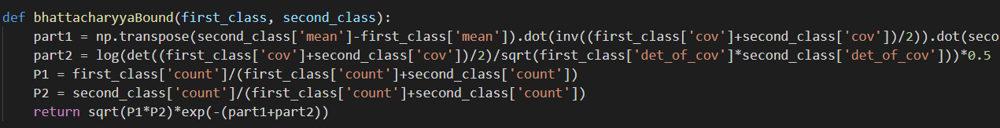 def bhattacharyyaBound(first_class, second_class):
    part1 = np.transpose(second_class['mean']-first_class['mean']).dot(inv((first_class['cov']+second_class['cov'])/2)).dot(seco
    part2 = log(det((first_class['cov']+second_class['cov'])/2)/sqrt(first_class['det_of_cov']*second_class['det_of_cov']))*0.5
    P1 = first_class['count']/(first_class['count']+second_class['count'])
    P2 = second_class['count']/(first_class['count']+second_class['count'])
    return sqrt(P1*P2)*exp(-(part1+part2))